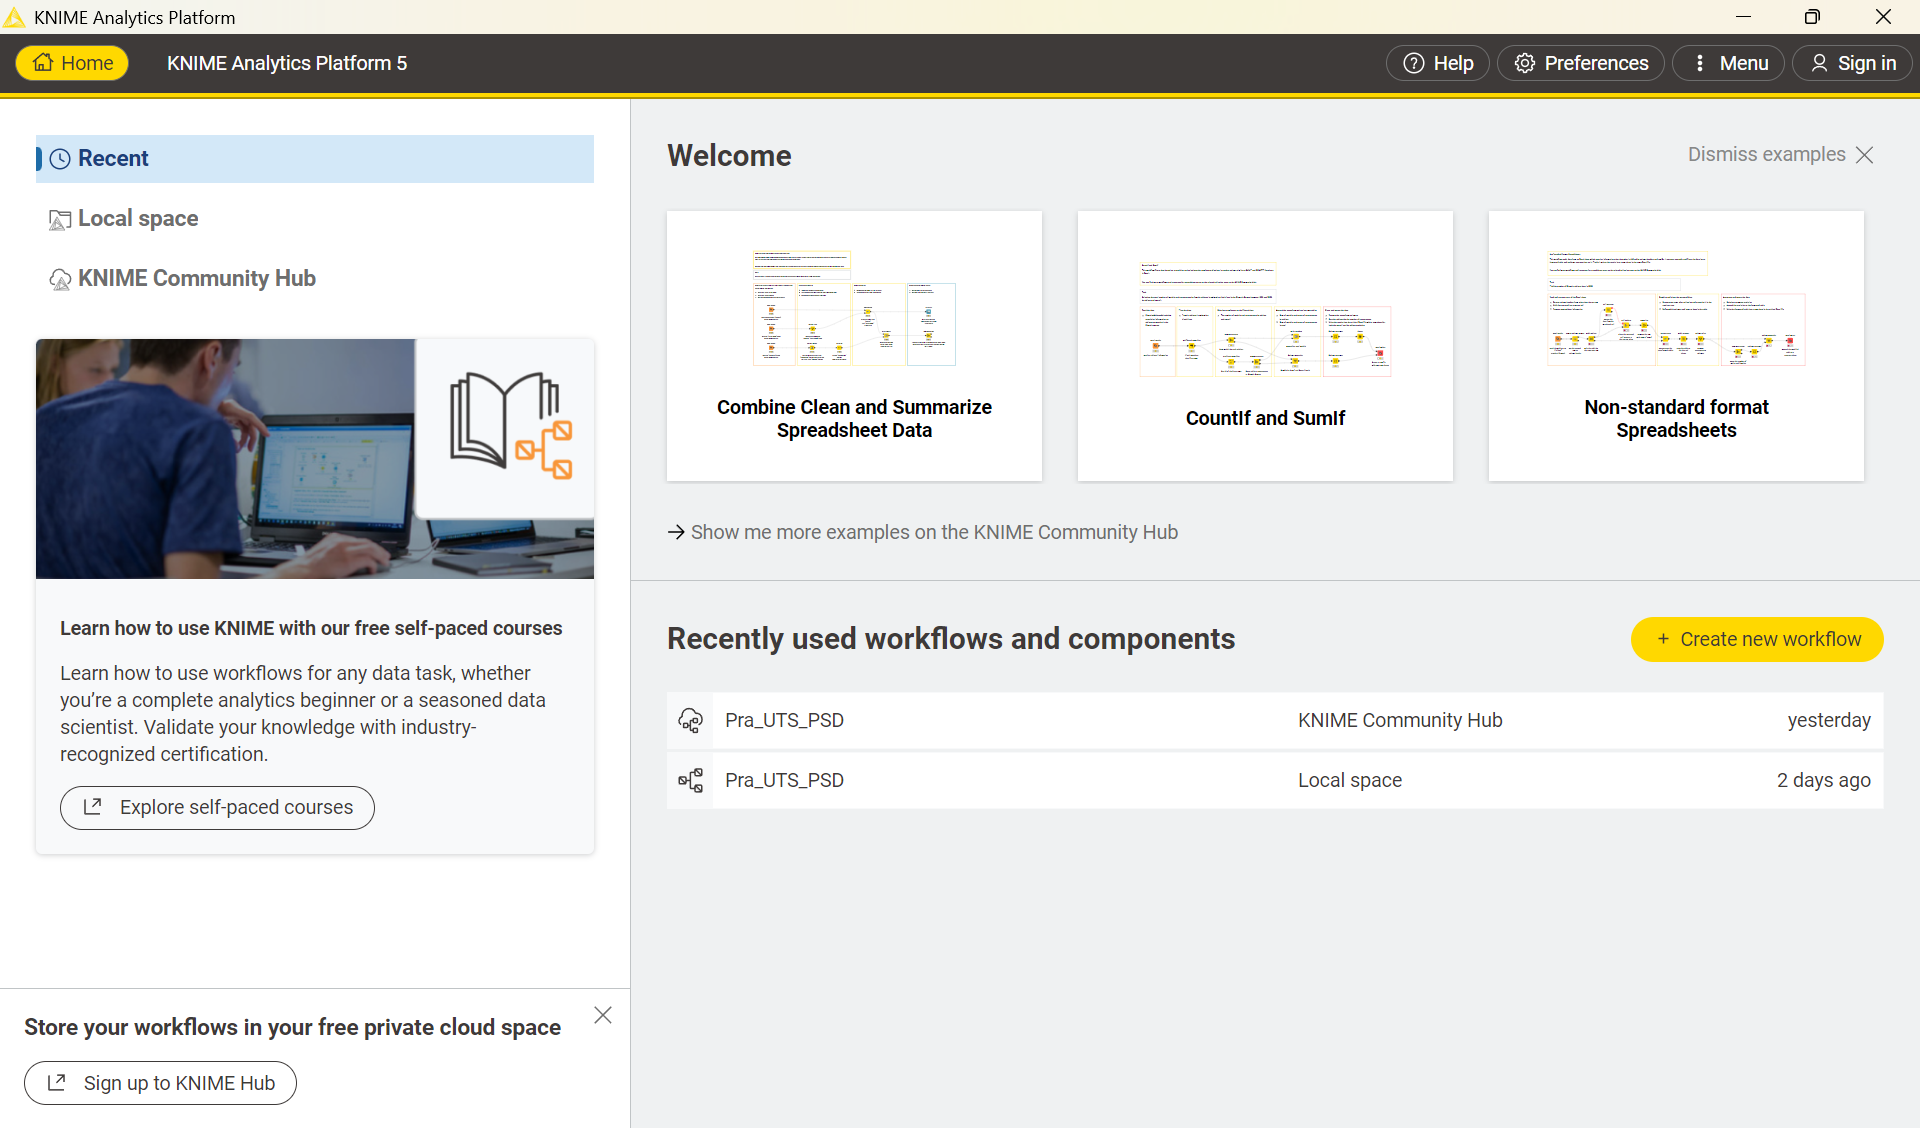 KNIME Analytics Platform
Home
KNIME Analytics Platform 5
Help
Preferences
Menu
Sign in
Recent
Local space
KNIME Community Hub
Learn how to use KNIME with our free self-paced courses
Learn how to use workflows for any data task, whether
you’re a complete analytics beginner or a seasoned data
scientist. Validate your knowledge with industry-
recognized certification.
Explore self-paced courses
Store your workflows in your free private cloud space
Sign up to KNIME Hub
Welcome
Dismiss examples
Combine Clean and Summarize
Spreadsheet Data
CountIf and SumIf
Non-standard format
Spreadsheets
Show me more examples on the KNIME Community Hub
Recently used workflows and components
+ Create new workflow
Pra_UTS_PSD KNIME Community Hub yesterday
Pra_UTS_PSD Local space 2 days ago